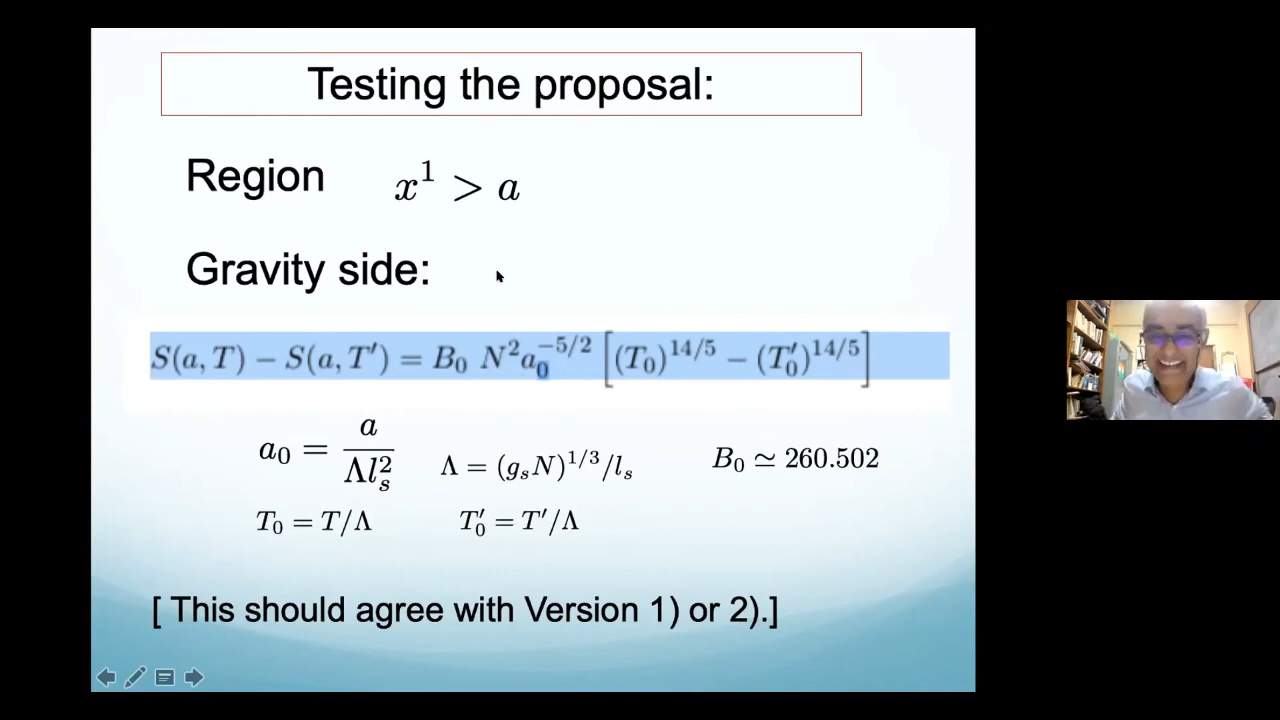 Testing the proposal:
Region x^1 > a
Gravity side:
S(a, T) − S(a, T′) = B_0 N^2 a_0^{−5/2} [(T_0)^{14/5} − (T′_0)^{14/5}]
a_0 = a / Λl_s^2   Λ = (g_s N)^{1/3}/l_s   B_0 ≃ 260.502
T_0 = T/Λ   T′_0 = T′/Λ
[ This should agree with Version 1) or 2).]